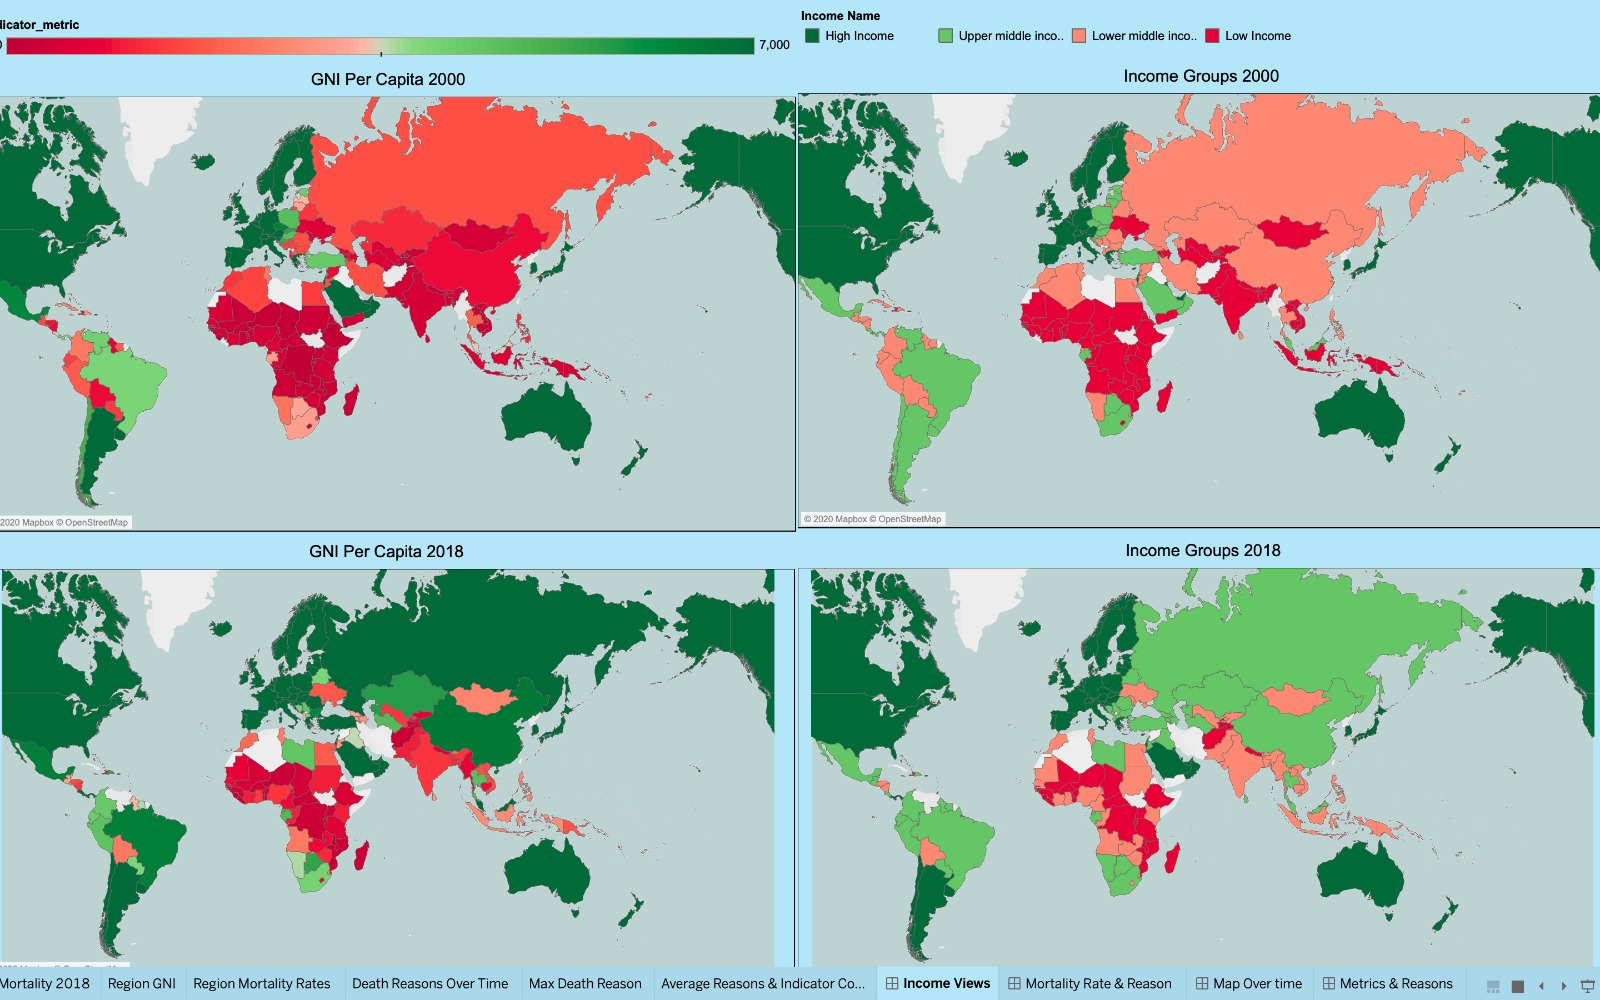 dicator_metric
7,000
Income Name
High Income
Upper middle inco..
Lower middle inco..
Low Income
GNI Per Capita 2000
Income Groups 2000
2020 Mapbox © OpenStreetMap
© 2020 Mapbox © OpenStreetMap
GNI Per Capita 2018
Income Groups 2018
Mortality 2018
Region GNI
Region Mortality Rates
Death Reasons Over Time
Max Death Reason
Average Reasons & Indicator Co...
Income Views
Mortality Rate & Reason
Map Over time
Metrics & Reasons